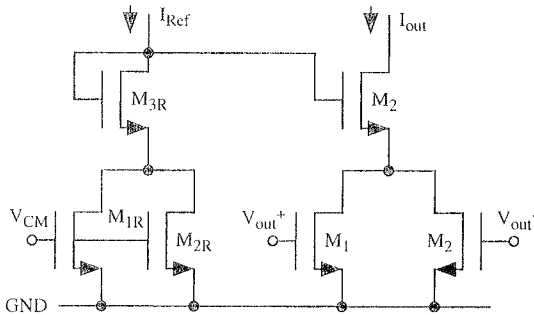 I_Ref
I_out
M_3R
M_2
V_CM
M_1R
M_2R
V_out^+
M_1
M_2
V_out^-
GND